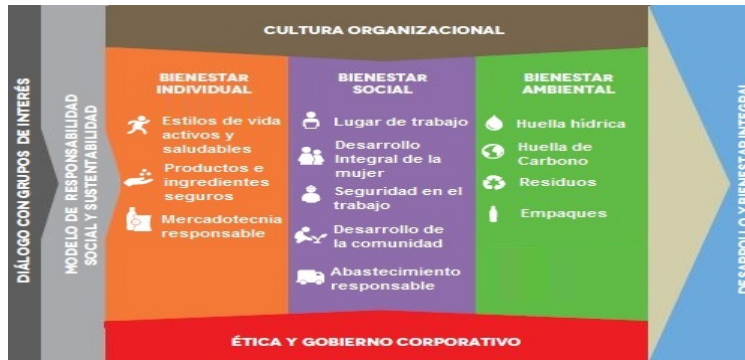 DIÁLOGO CON GRUPOS DE INTERÉS
MODELO DE RESPONSABILIDAD
SOCIAL Y SUSTENTABILIDAD
CULTURA ORGANIZACIONAL
BIENESTAR
INDIVIDUAL
Estilos de vida
activos y
saludables
Productos e
ingredientes
seguros
Mercadotecnia
responsable
BIENESTAR
SOCIAL
Lugar de trabajo
Desarrollo
Integral de la
mujer
Seguridad en el
trabajo
Desarrollo de
la comunidad
Abastecimiento
responsable
BIENESTAR
AMBIENTAL
Huella hídrica
Huella de
Carbono
Residuos
Empaques
ÉTICA Y GOBIERNO CORPORATIVO
DESARROLLO Y BIENESTAR INTEGRAL